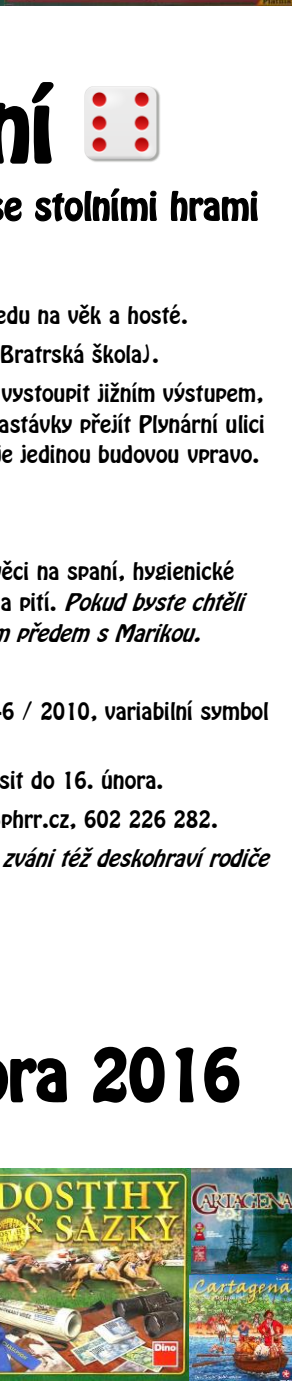 ní
se stolními hrami
edu na věk a hosté.
Bratrská škola).
vystoupit jižním výstupem,
astávky přejít Plynární ulici
je jedinou budovou vpravo.
ěci na spaní, hygienické
a pití. Pokud byste chtěli
m předem s Marikou.
6 / 2010, variabilní symbol
sit do 16. února.
phrr.cz, 602 226 282.
zváni též deskohraví rodiče
ora 2016
DOSTIHY
& SÁZKY
CARTAGENA
Cartagena
Dino